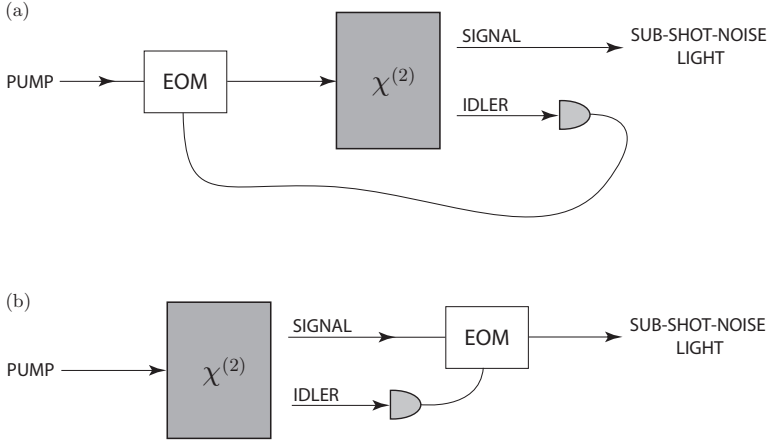 (a)
SIGNAL
SUB-SHOT-NOISE
LIGHT
PUMP
EOM
χ(2)
IDLER
(b)
SIGNAL
SUB-SHOT-NOISE
LIGHT
EOM
PUMP
χ(2)
IDLER